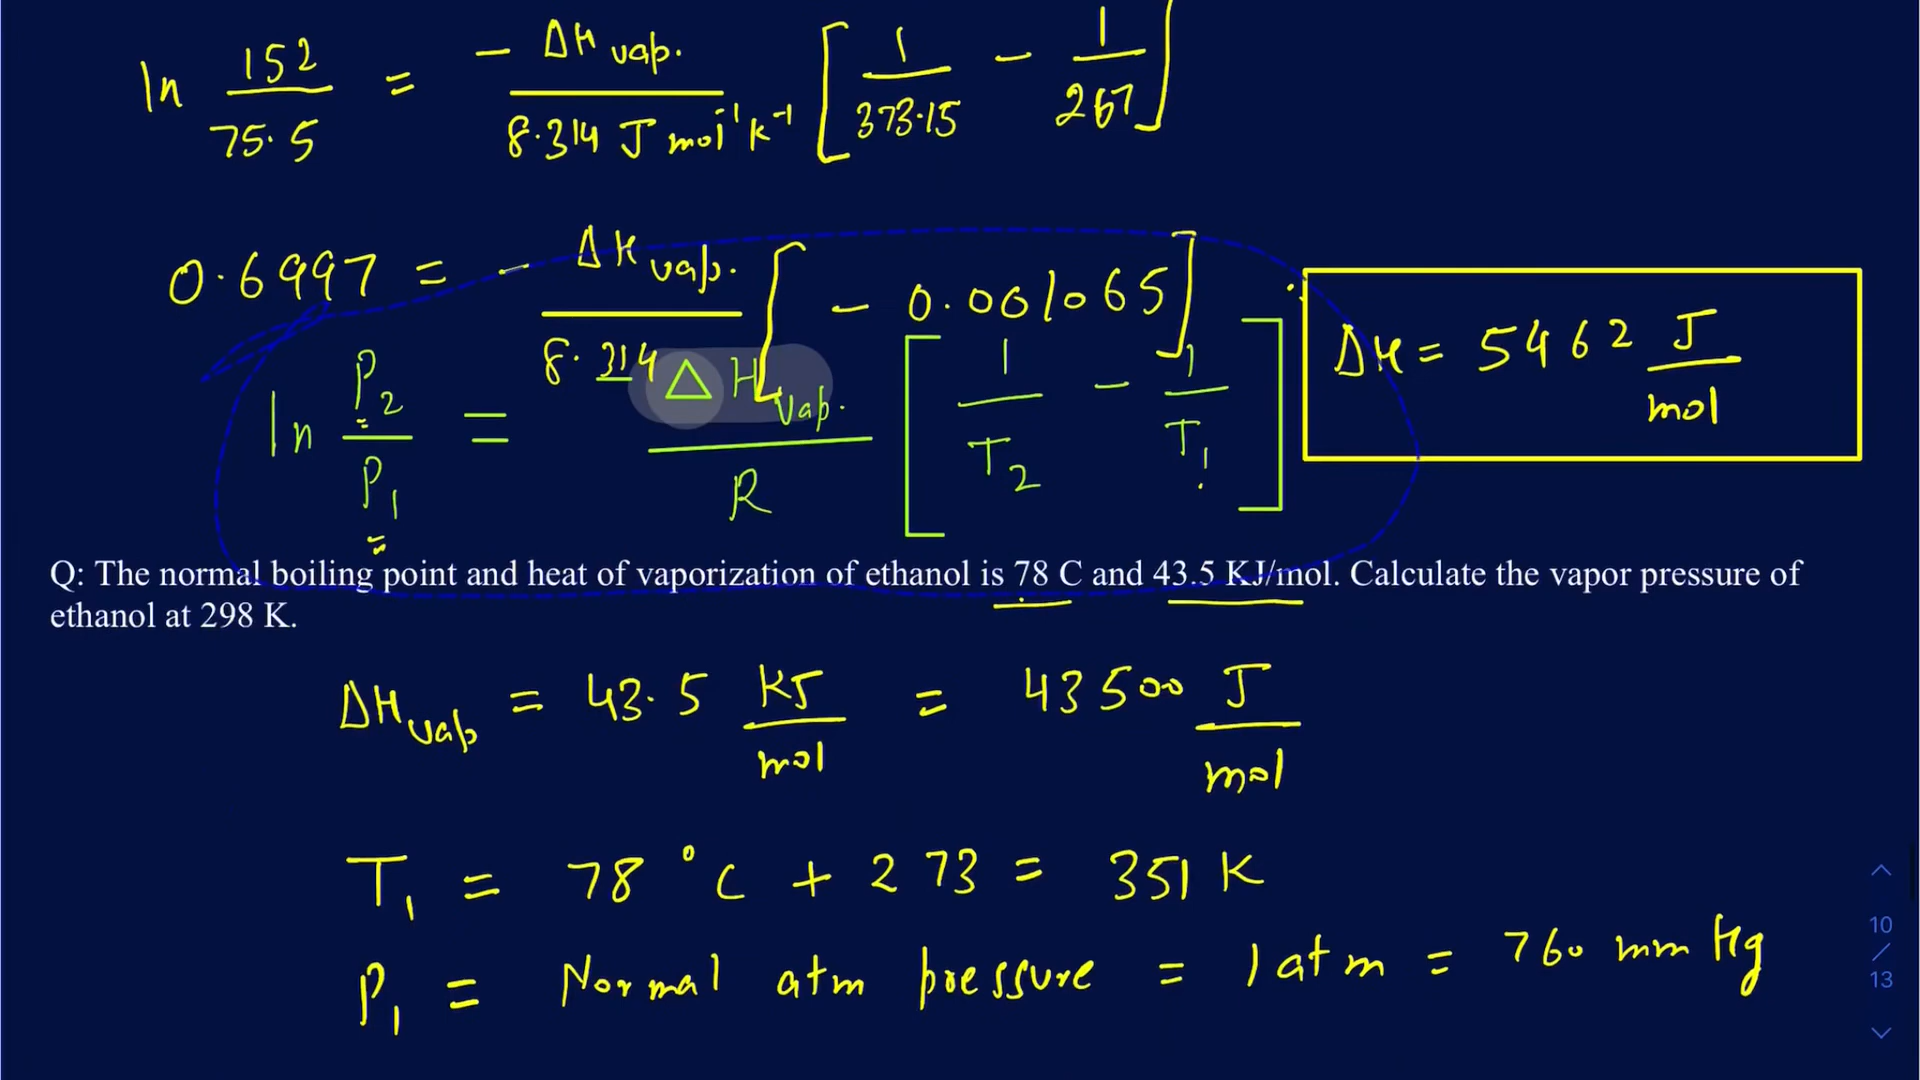 ln 152/75.5 = - ΔH vap. / 8.314 J mol⁻¹ K⁻¹ [ 1/373.15 - 1/267 ]
0.6997 = - ΔH vap. / 8.314 [ - 0.001065 ]
ΔH = 5462 J/mol
ln P₂/P₁ = ΔH vap. / R [ 1/T₂ - 1/T₁ ]
Q: The normal boiling point and heat of vaporization of ethanol is 78 C and 43.5 KJ/mol. Calculate the vapor pressure of
ethanol at 298 K.
ΔH vap = 43.5 KJ/mol = 43500 J/mol
T₁ = 78 °C + 273 = 351 K
P₁ = Normal atm pressure = 1 atm = 760 mm Hg
10
/
13